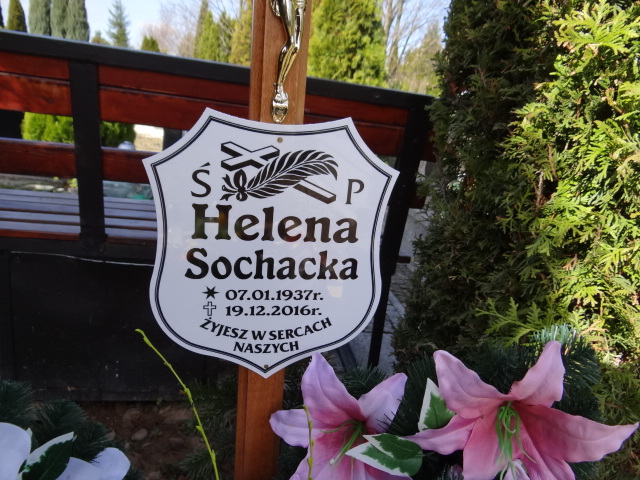 Ś P
Helena
Sochacka
07.01.1937r.
19.12.2016r.
ŻYJESZ W SERCACH
NASZYCH